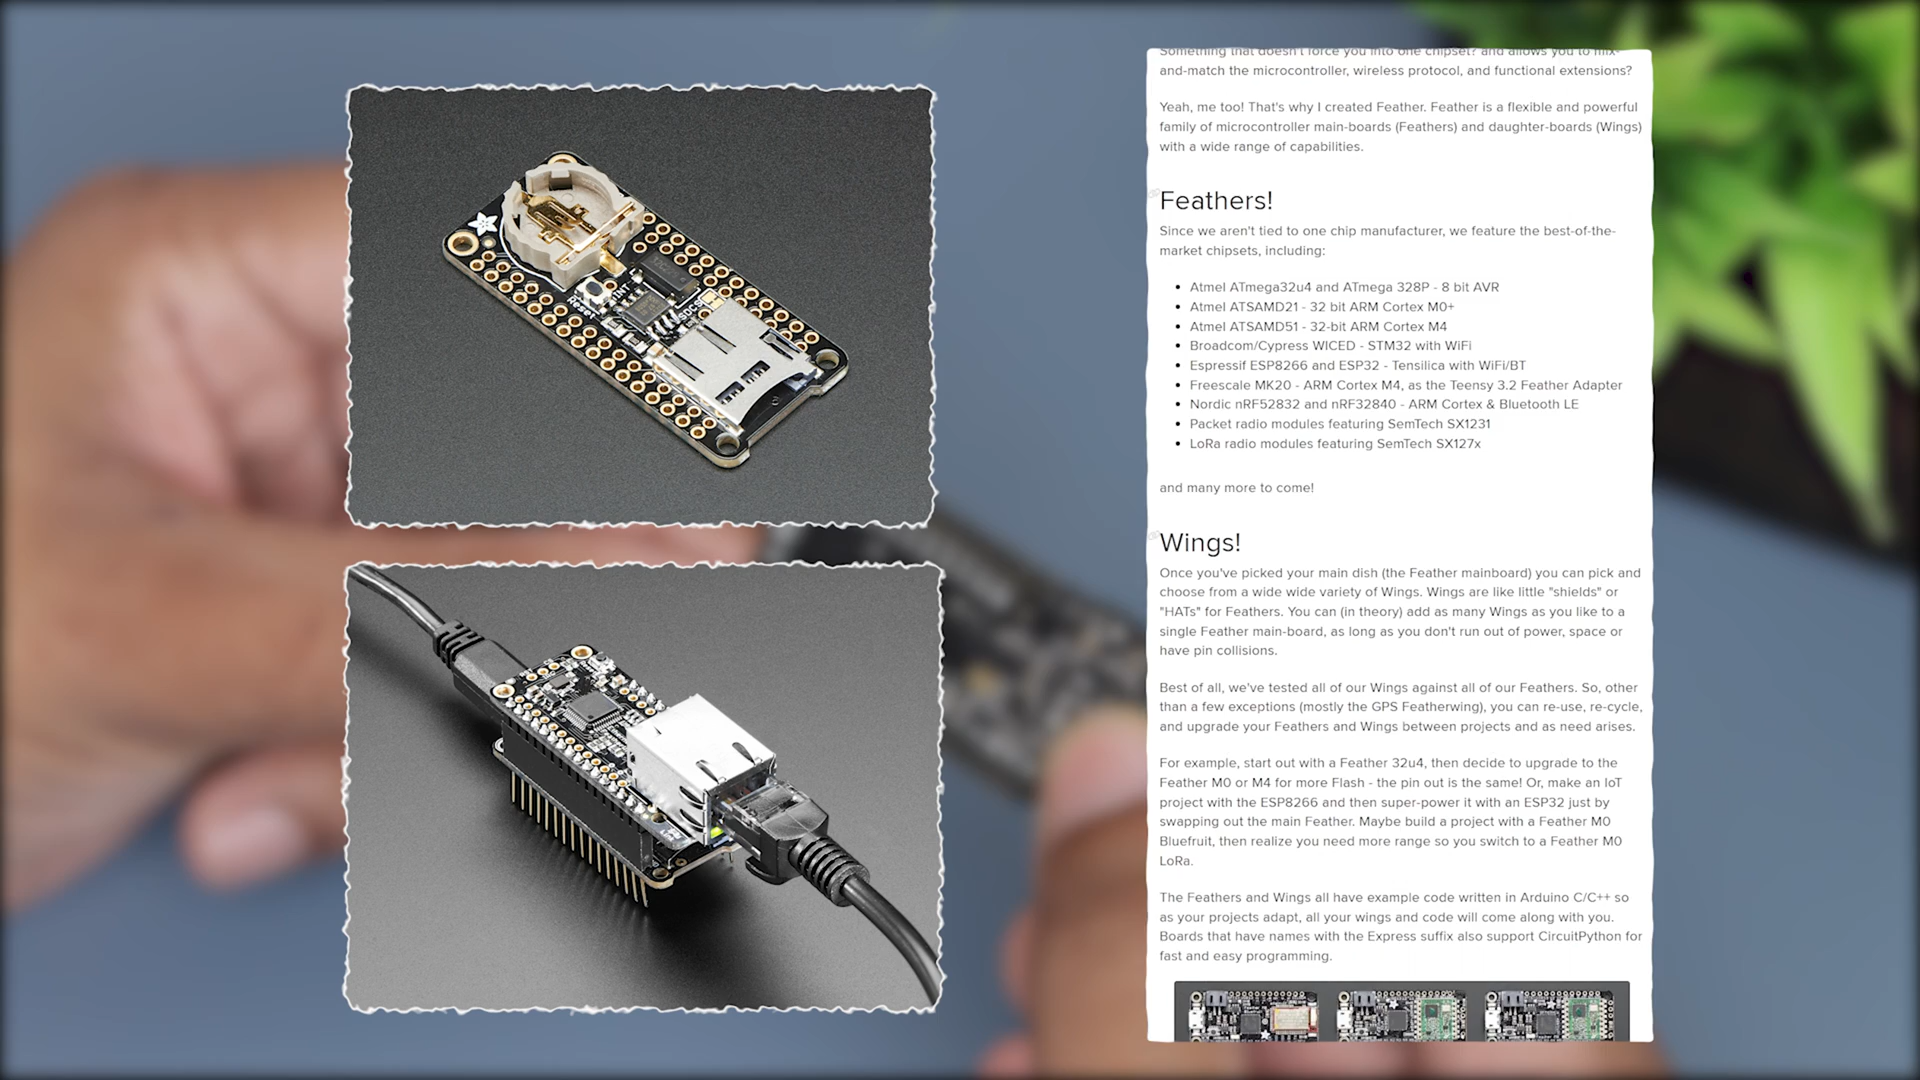 Something that doesn't force you into one chipset? and allows you to mix-
and-match the microcontroller, wireless protocol, and functional extensions?
Yeah, me too! That's why I created Feather. Feather is a flexible and powerful
family of microcontroller main-boards (Feathers) and daughter-boards (Wings)
with a wide range of capabilities.
Feathers!
Since we aren't tied to one chip manufacturer, we feature the best-of-the-
market chipsets, including:
• Atmel ATmega32u4 and ATmega 328P - 8 bit AVR
• Atmel ATSAMD21 - 32 bit ARM Cortex M0+
• Atmel ATSAMD51 - 32-bit ARM Cortex M4
• Broadcom/Cypress WICED - STM32 with WiFi
• Espressif ESP8266 and ESP32 - Tensilica with WiFi/BT
• Freescale MK20 - ARM Cortex M4, as the Teensy 3.2 Feather Adapter
• Nordic nRF52832 and nRF32840 - ARM Cortex & Bluetooth LE
• Packet radio modules featuring SemTech SX1231
• LoRa radio modules featuring SemTech SX127x
and many more to come!
Wings!
Once you've picked your main dish (the Feather mainboard) you can pick and
choose from a wide wide variety of Wings. Wings are like little "shields" or
"HATs" for Feathers. You can (in theory) add as many Wings as you like to a
single Feather main-board, as long as you don't run out of power, space or
have pin collisions.
Best of all, we've tested all of our Wings against all of our Feathers. So, other
than a few exceptions (mostly the GPS Featherwing), you can re-use, re-cycle,
and upgrade your Feathers and Wings between projects and as need arises.
For example, start out with a Feather 32u4, then decide to upgrade to the
Feather M0 or M4 for more Flash - the pin out is the same! Or, make an IoT
project with the ESP8266 and then super-power it with an ESP32 just by
swapping out the main Feather. Maybe build a project with a Feather M0
Bluefruit, then realize you need more range so you switch to a Feather M0
LoRa.
The Feathers and Wings all have example code written in Arduino C/C++ so
as your projects adapt, all your wings and code will come along with you.
Boards that have names with the Express suffix also support CircuitPython for
fast and easy programming.
Reset
INT
SDCS